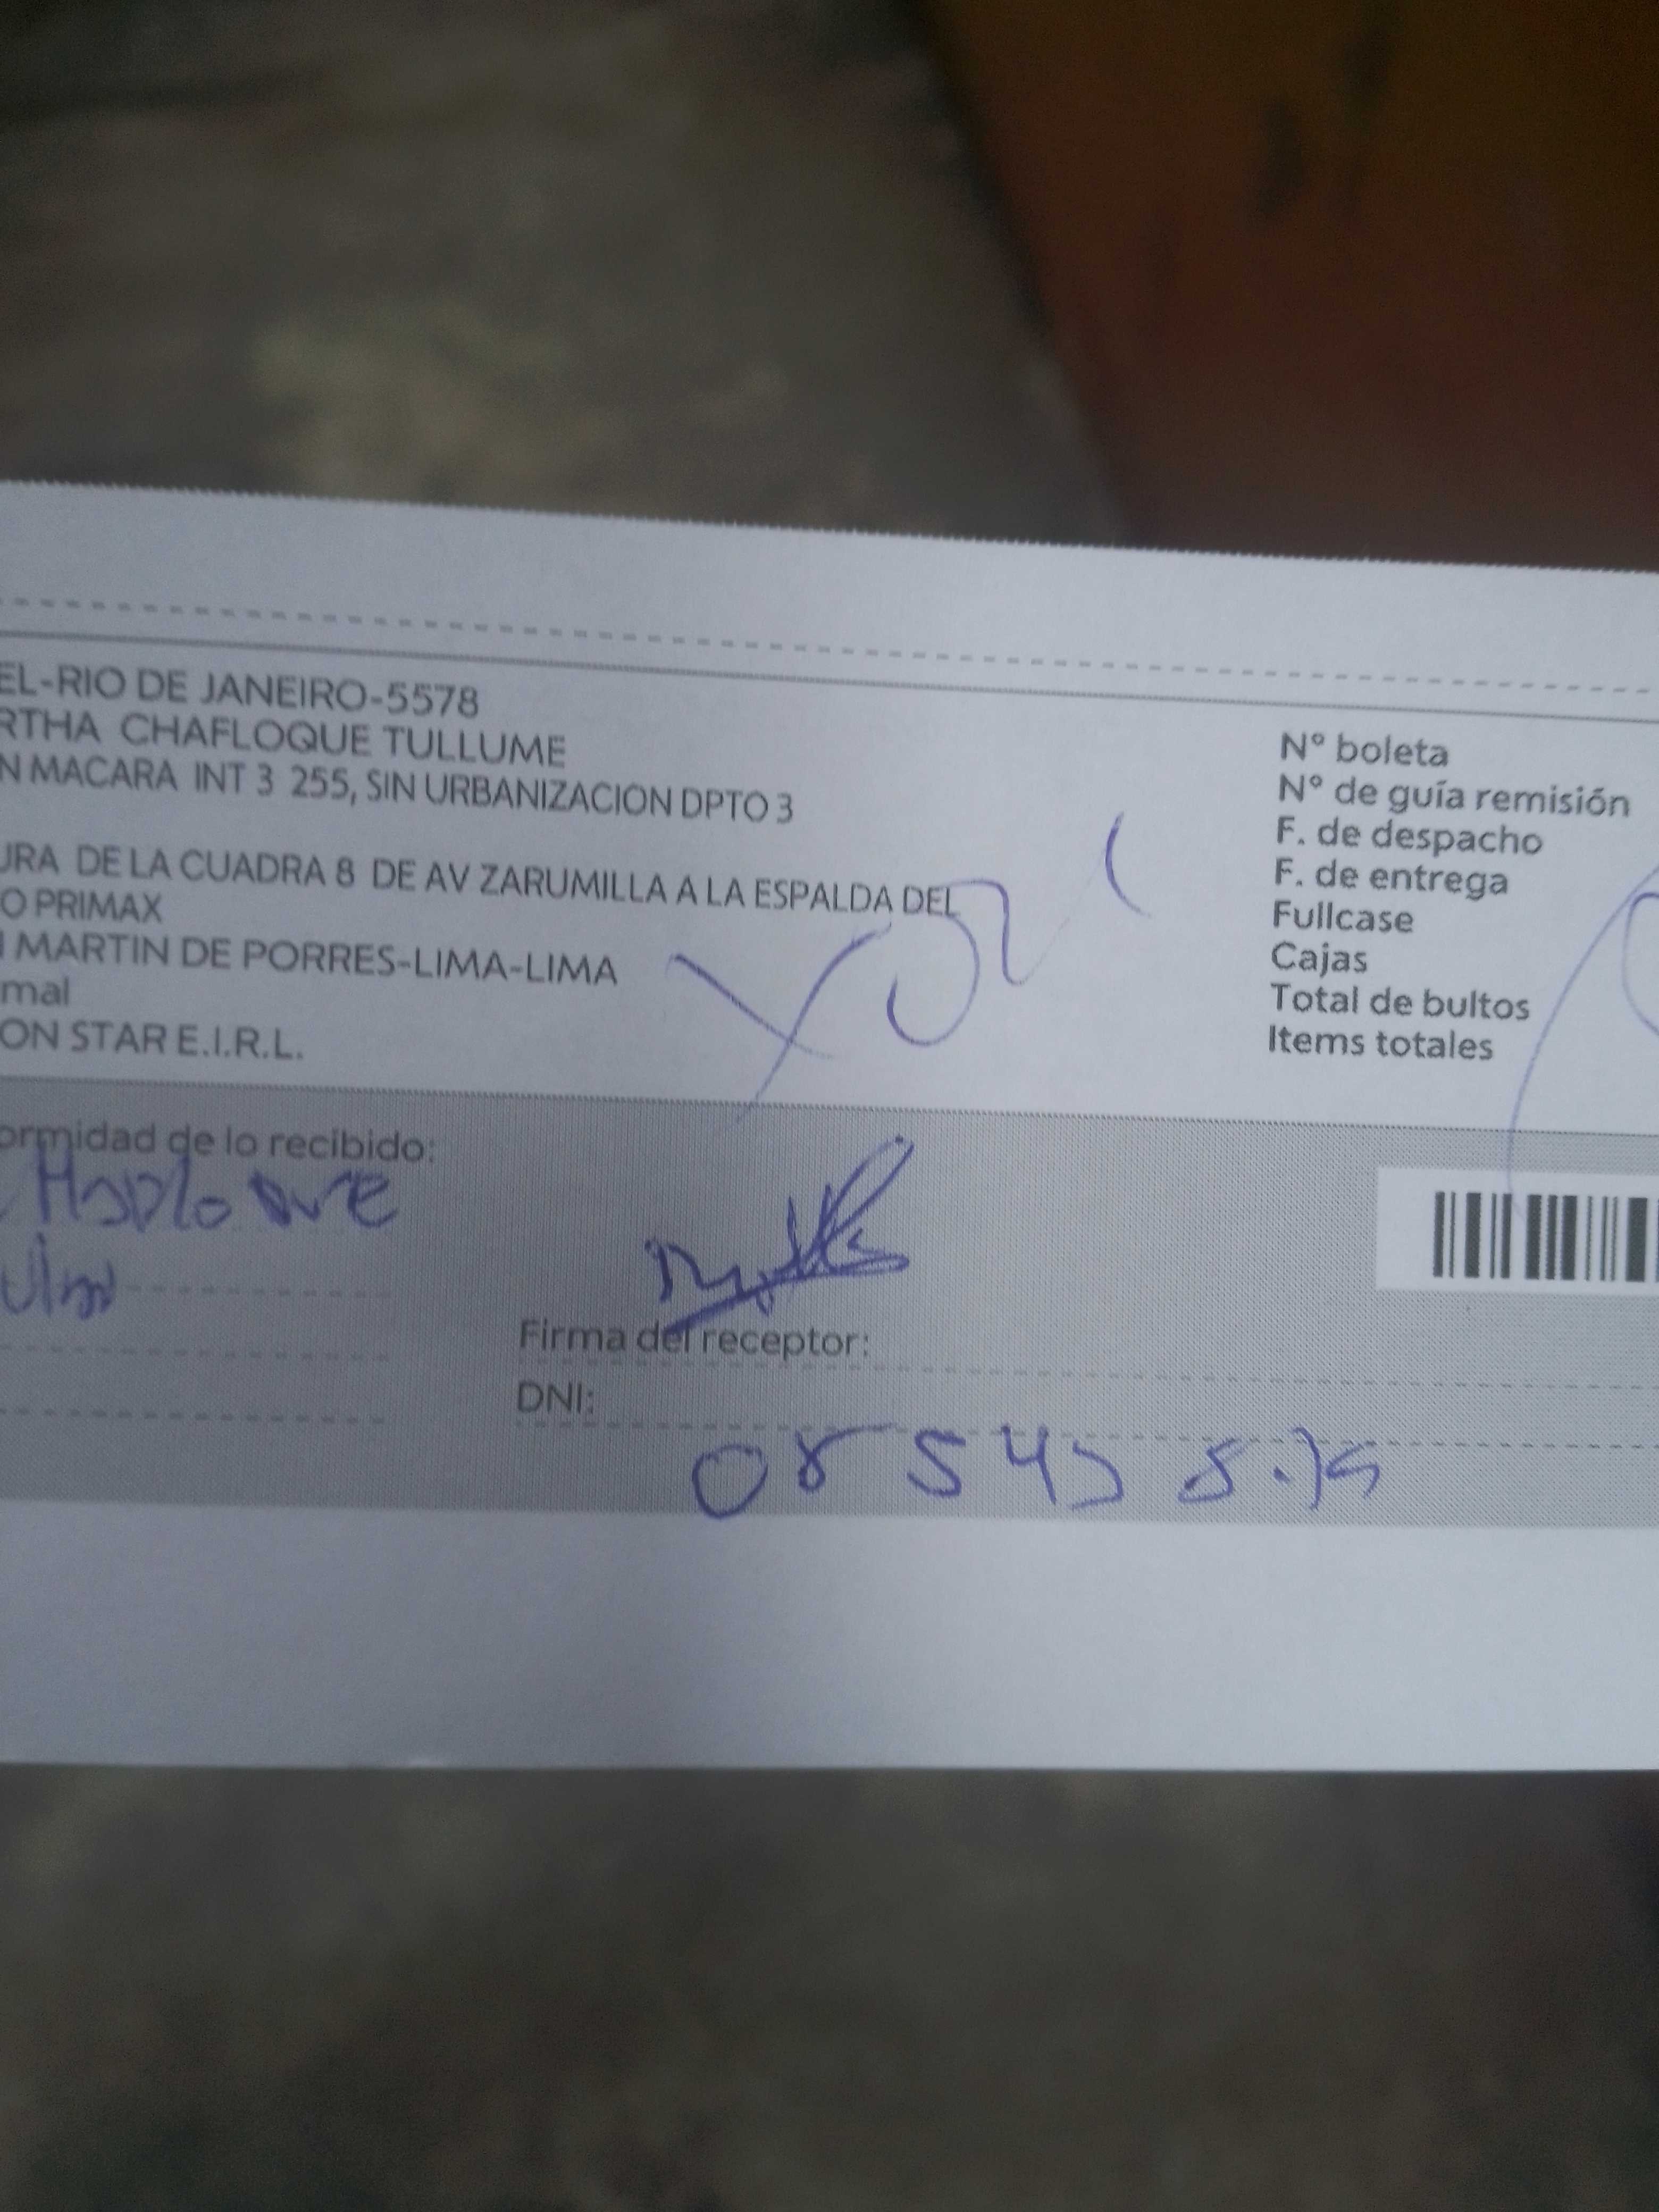 EL-RIO DE JANEIRO-5578
RTHA CHAFLOQUE TULLUME
N MACARA INT 3 255, SIN URBANIZACION DPTO 3
URA DE LA CUADRA 8 DE AV ZARUMILLA A LA ESPALDA DEL
O PRIMAX
MARTIN DE PORRES-LIMA-LIMA
mal
ON STAR E.I.R.L.
N° boleta
N° de guía remisión
F. de despacho
F. de entrega
Fullcase
Cajas
Total de bultos
Items totales
ormidad de lo recibido:
Firma del receptor:
DNI: